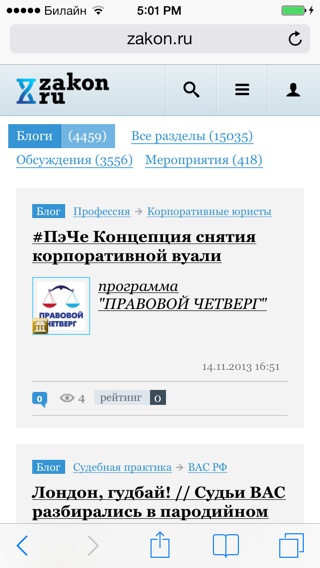 Билайн 5:01 PM
zakon.ru
zakon
ru
Блоги (4459) Все разделы (15035)
Обсуждения (3556) Мероприятия (418)
Блог Профессия → Корпоративные юристы
#ПэЧе Концепция снятия
корпоративной вуали
ПРАВОВОЙ
ЧЕТВЕРГ
программа
"ПРАВОВОЙ ЧЕТВЕРГ"
14.11.2013 16:51
0 4 рейтинг 0
Блог Судебная практика → ВАС РФ
Лондон, гудбай! // Судьи ВАС
разбирались в пародийном